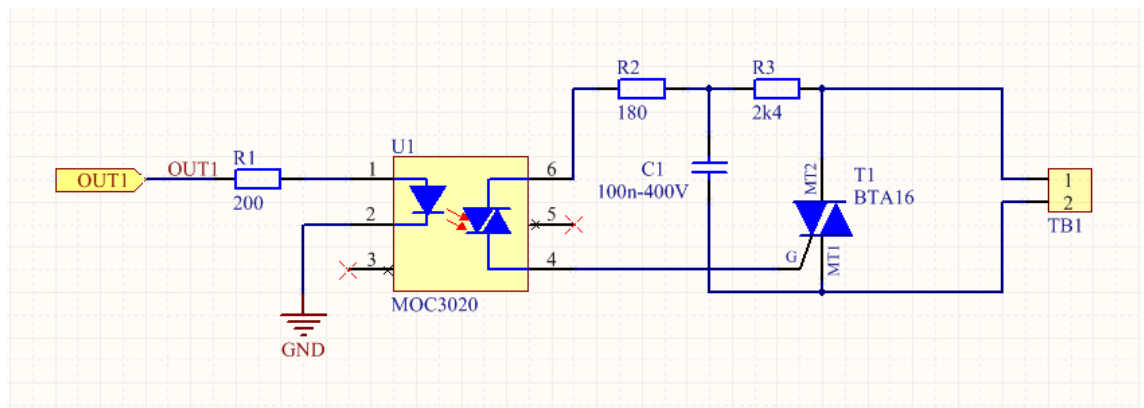 R2
R3
180
2k4
U1
OUT1
OUT1
R1
200
1
2
3
6
5
4
MOC3020
GND
C1
100n-400V
MT2
T1
BTA16
G
MT1
1
2
TB1